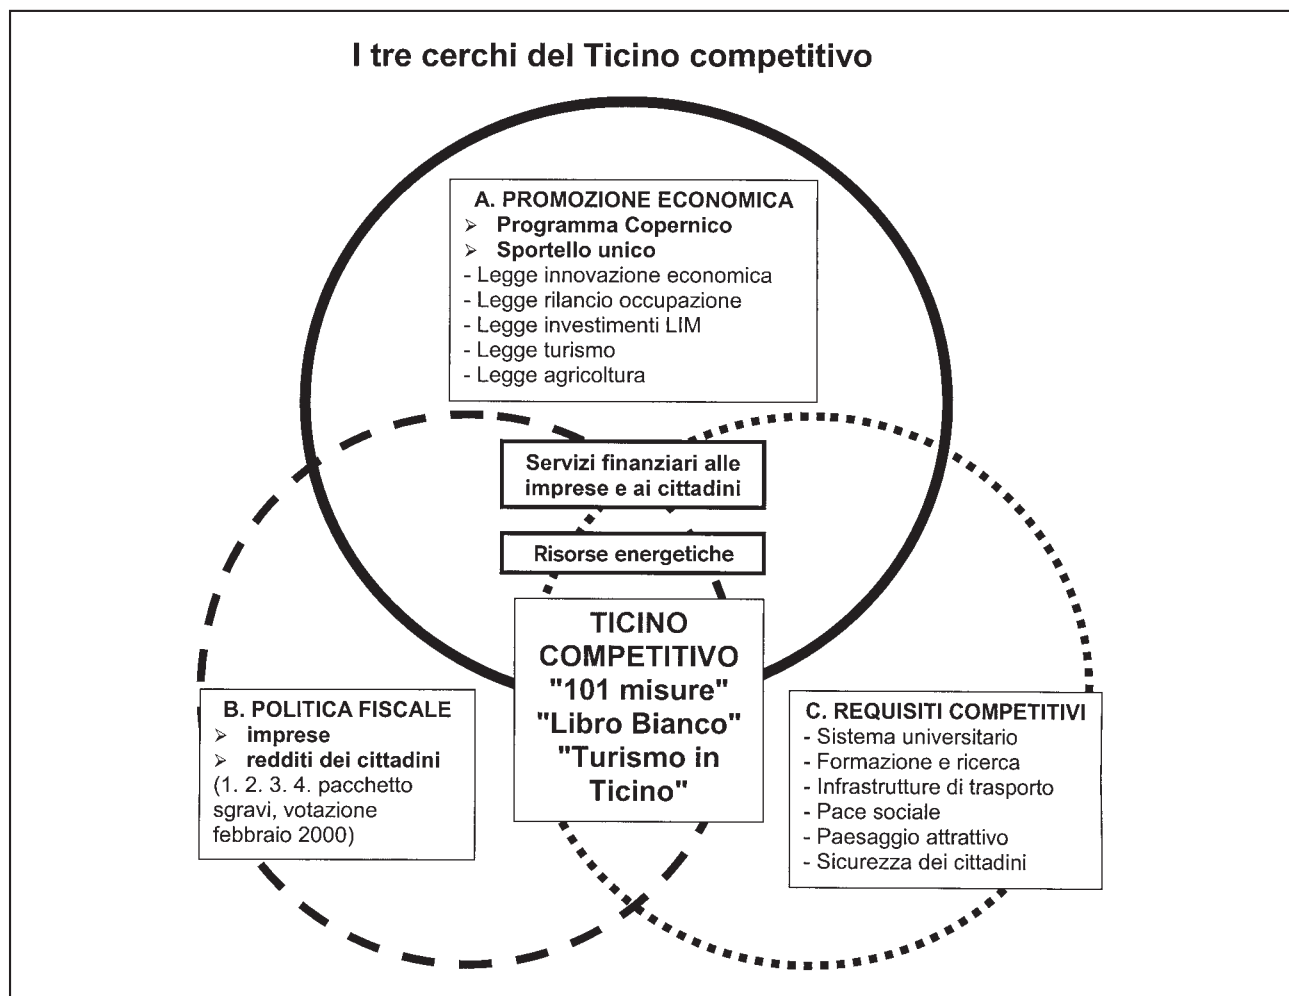 I tre cerchi del Ticino competitivo
A. PROMOZIONE ECONOMICA
➢ Programma Copernico
➢ Sportello unico
- Legge innovazione economica
- Legge rilancio occupazione
- Legge investimenti LIM
- Legge turismo
- Legge agricoltura
Servizi finanziari alle
imprese e ai cittadini
Risorse energetiche
TICINO
COMPETITIVO
"101 misure"
"Libro Bianco"
"Turismo in
Ticino"
B. POLITICA FISCALE
➢ imprese
➢ redditi dei cittadini
(1. 2. 3. 4. pacchetto
sgravi, votazione
febbraio 2000)
C. REQUISITI COMPETITIVI
- Sistema universitario
- Formazione e ricerca
- Infrastrutture di trasporto
- Pace sociale
- Paesaggio attrattivo
- Sicurezza dei cittadini